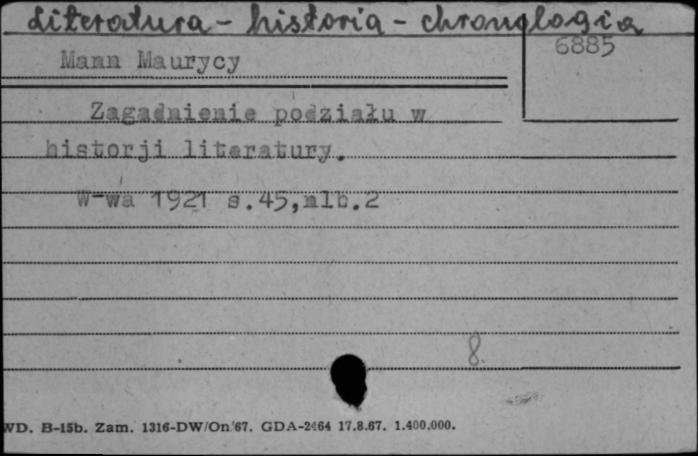 Literatura - historia - chronologia
6885
Mann Maurycy
Zagadnienie podziału w
historji literatury.
W-wa 1921 s.45,nlb.2
8
WD. B-15b. Zam. 1316-DW/On/67. GDA-2464 17.8.67. 1.400.000.